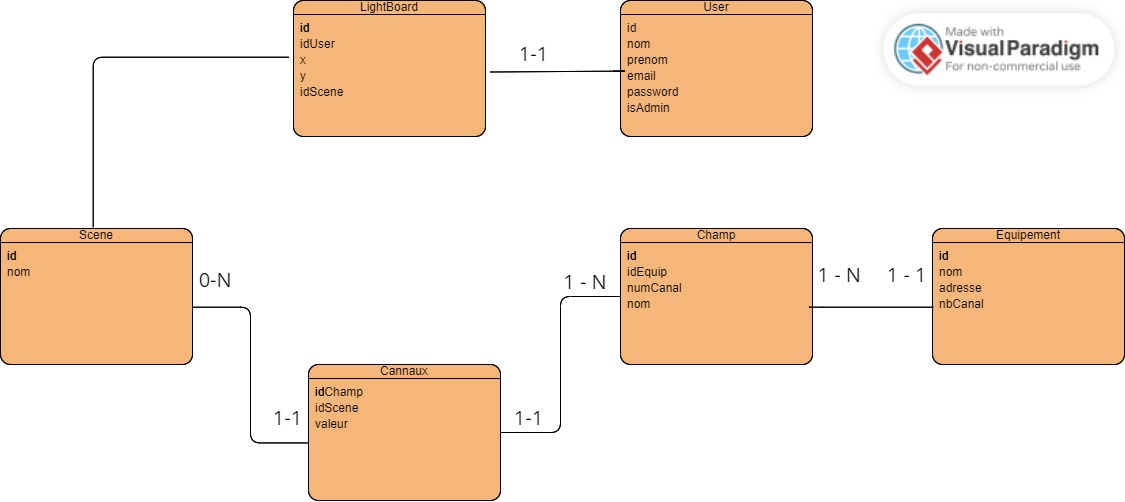 LightBoard
id
idUser
x
y
idScene
1-1
User
id
nom
prenom
email
password
isAdmin
Made with
Visual Paradigm
For non-commercial use
Scene
id
nom
0-N
1-1
Cannaux
idChamp
idScene
valeur
1-1
1 - N
Champ
id
idEquip
numCanal
nom
1 - N
1 - 1
Equipement
id
nom
adresse
nbCanal